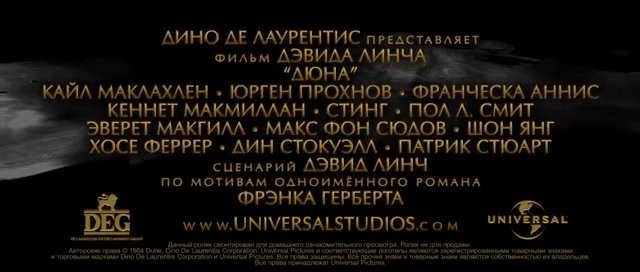 ДИНО ДЕ ЛАУРЕНТИС ПРЕДСТАВЛЯЕТ
ФИЛЬМ ДЭВИДА ЛИНЧА
“ДЮНА”
КАЙЛ МАКЛАХЛЕН • ЮРГЕН ПРОХНОВ • ФРАНЧЕСКА АННИС
КЕННЕТ МАКМИЛЛАН • СТИНГ • ПОЛ Л. СМИТ
ЭВЕРЕТ МАКГИЛЛ • МАКС ФОН СЮДОВ • ШОН ЯНГ
ХОСЕ ФЕРРЕР • ДИН СТОКУЭЛЛ • ПАТРИК СТЮАРТ
СЦЕНАРИЙ ДЭВИД ЛИНЧ
ПО МОТИВАМ ОДНОИМЁННОГО РОМАНА
ФРЭНКА ГЕРБЕРТА
DEG
DE LAURENTIIS ENTERTAINMENT GROUP
WWW.UNIVERSALSTUDIOS.COM
UNIVERSAL
Данный ролик смонтирован для домашнего ознакомительного просмотра. Ролик не для продажи.
Авторские права © 1984 Dune, Dino De Laurentiis Corporation, Universal Pictures и соответствующие логотипы являются зарегистрированными товарными знаками
и торговыми марками Dino De Laurentiis Corporation и Universal Pictures. Все права защищены. Все прочие знаки и товарные знаки являются собственностью их владельцев.
Все права принадлежат Universal Pictures.